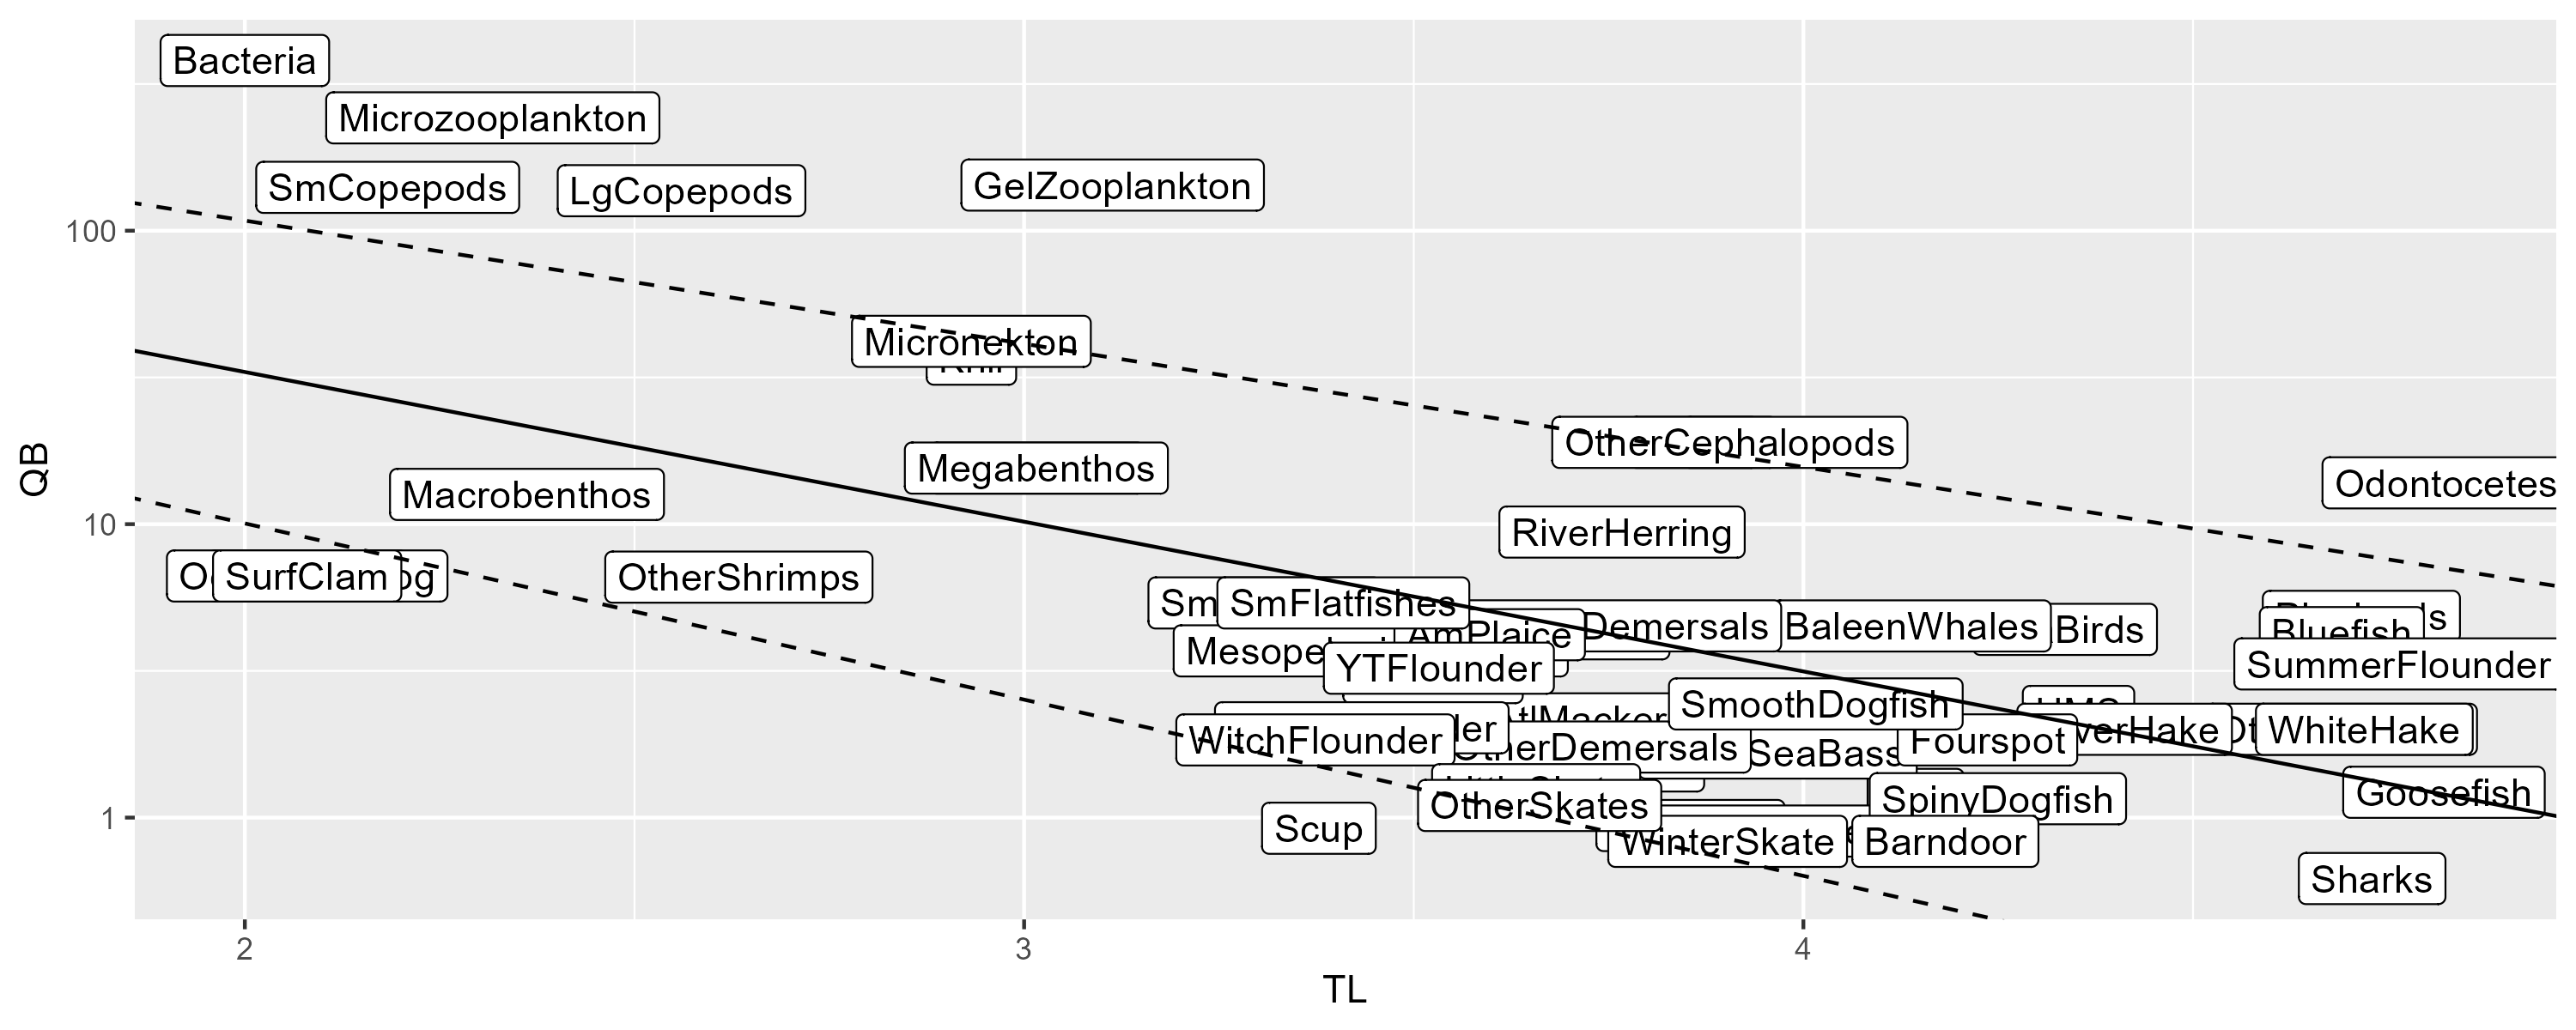 Bacteria
Microzooplankton
SmCopepods
LgCopepods
GelZooplankton
100
Micronekton
OtherCephalopods
Megabenthos
Odontocetes
Macrobenthos
QB
10
RiverHerring
SurfClam
OtherShrimps
SmFlatfishes
AmPlaice
Demersals
BaleenWhales
Birds
Bluefish
YTFlounder
SummerFlounder
SmoothDogfish
WitchFlounder
OtherDemersals
SeaBass
Fourspot
WhiteHake
1
OtherSkates
SpinyDogfish
Goosefish
Scup
WinterSkate
Barndoor
Sharks
2 3 4
TL